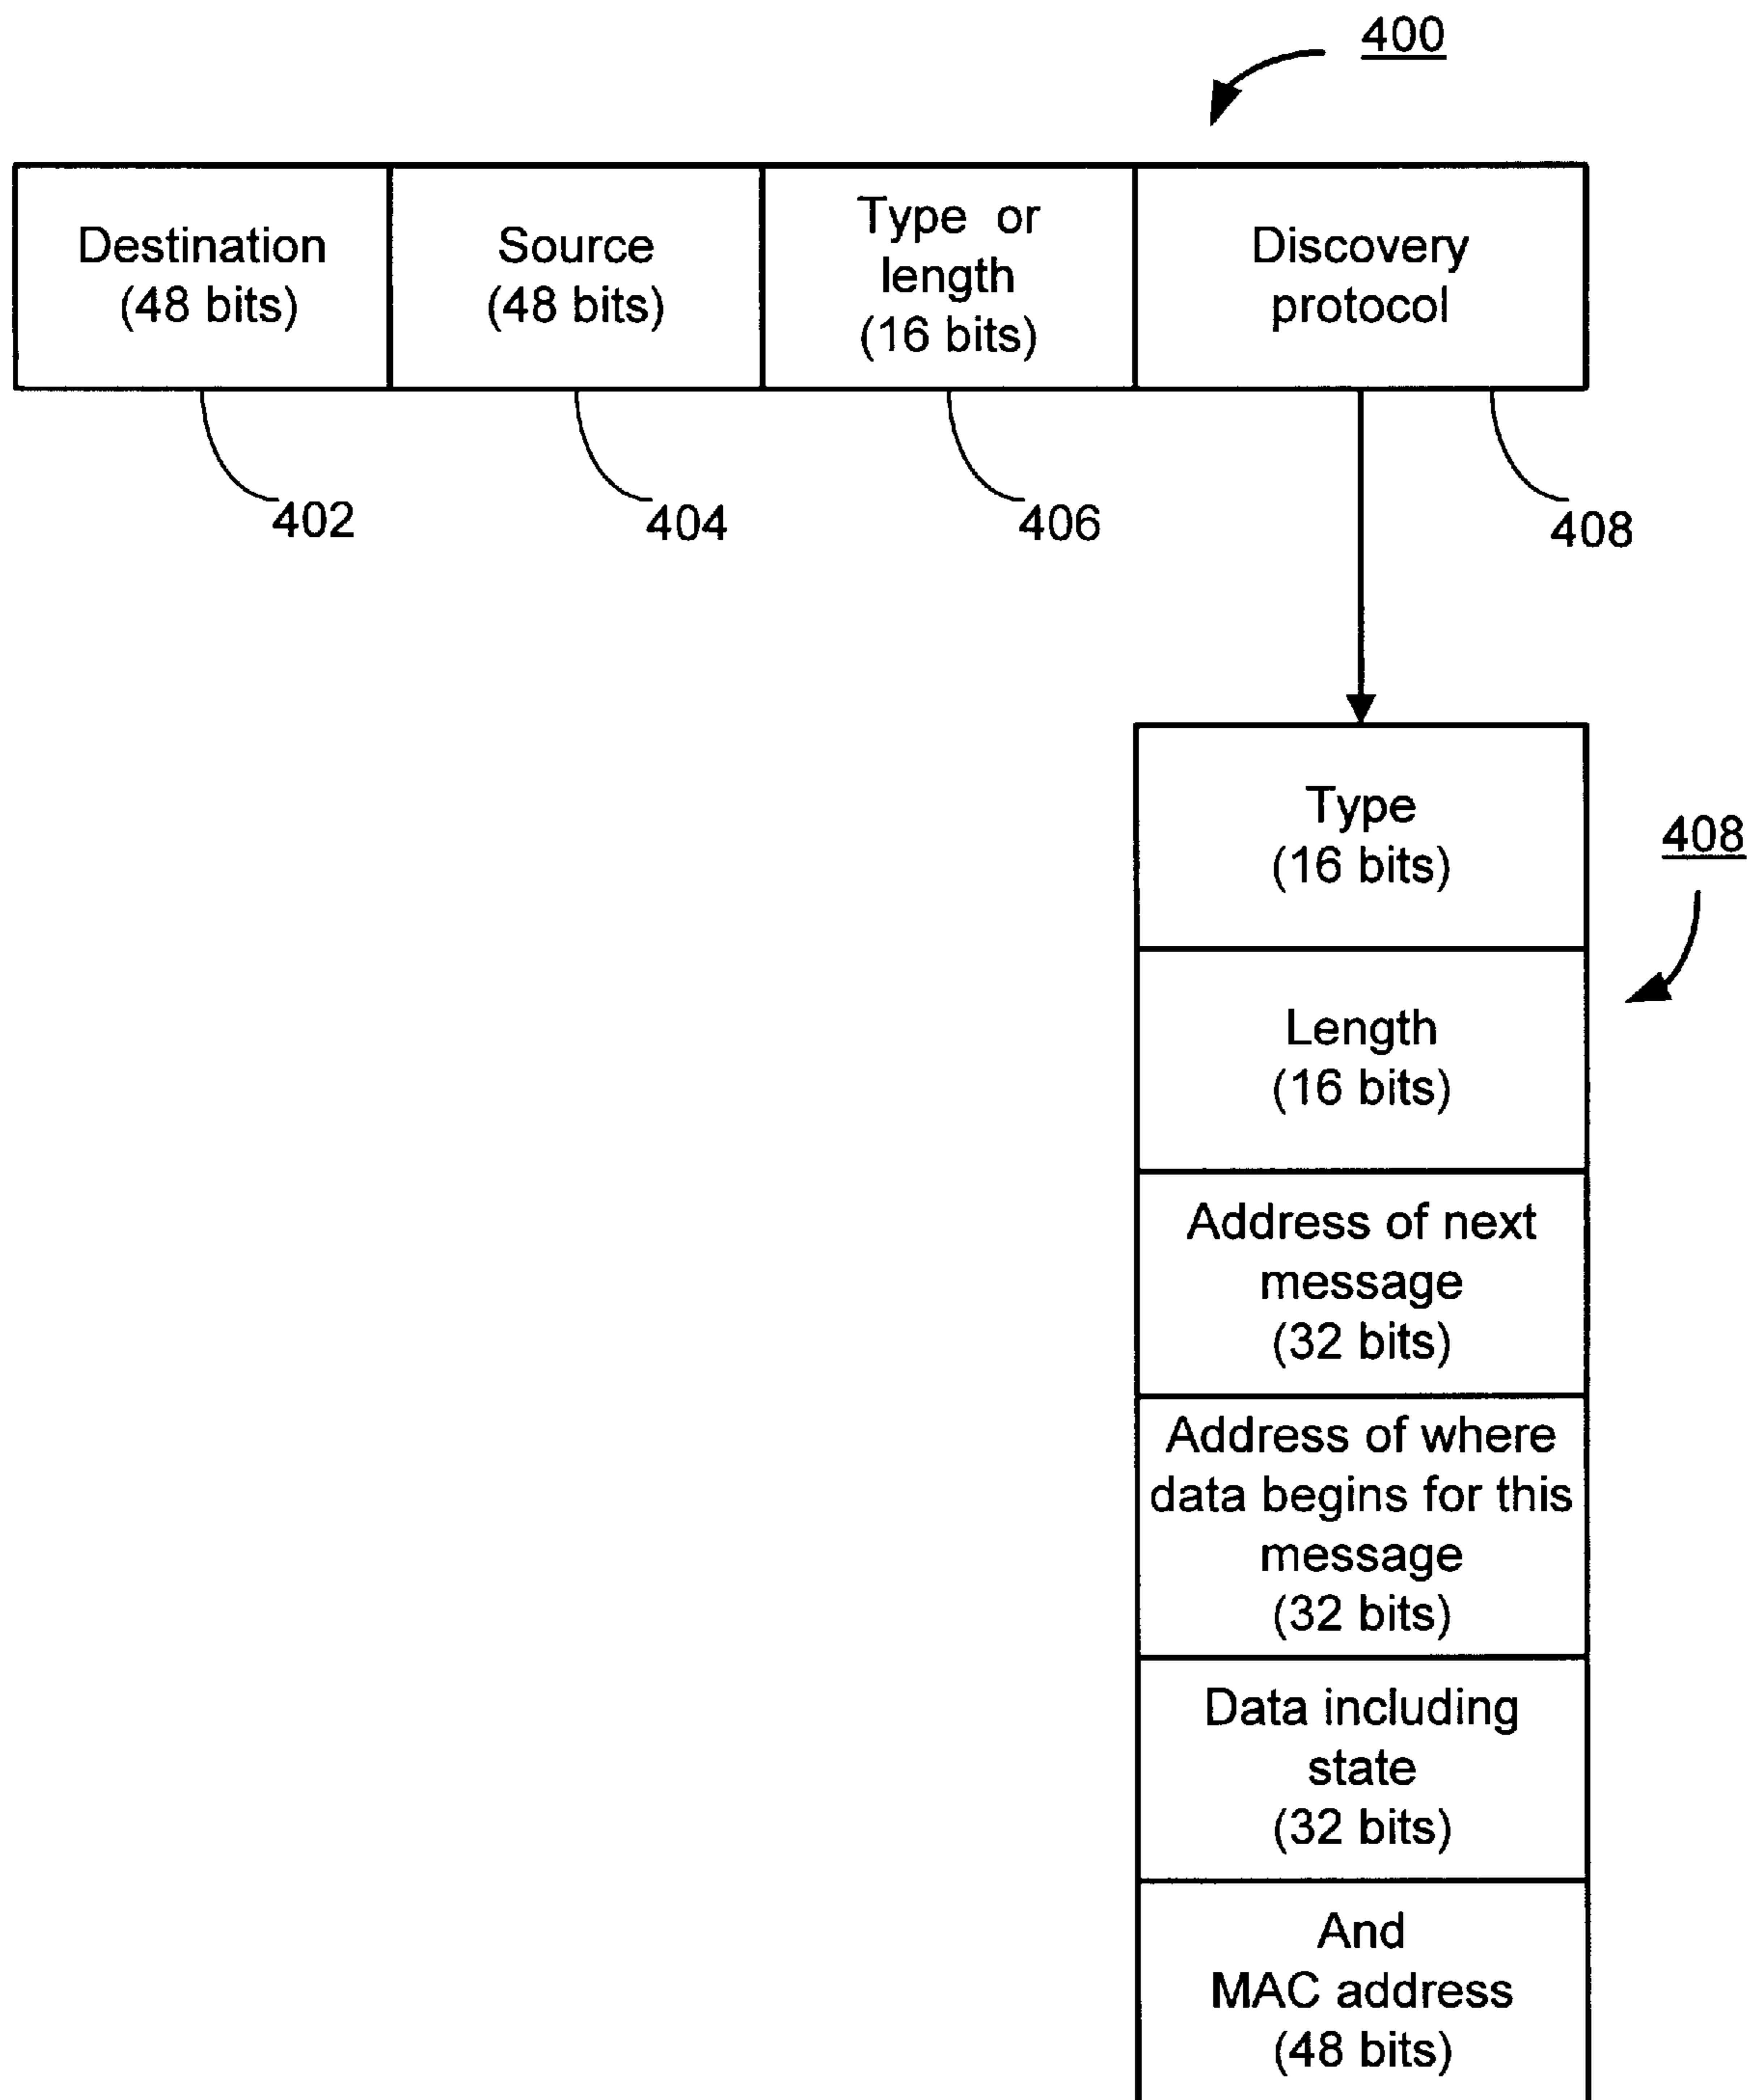 400
Destination
(48 bits)
Source
(48 bits)
Type or
length
(16 bits)
Discovery
protocol
402
404
406
408
Type
(16 bits)
408
Length
(16 bits)
Address of next
message
(32 bits)
Address of where
data begins for this
message
(32 bits)
Data including
state
(32 bits)
And
MAC address
(48 bits)